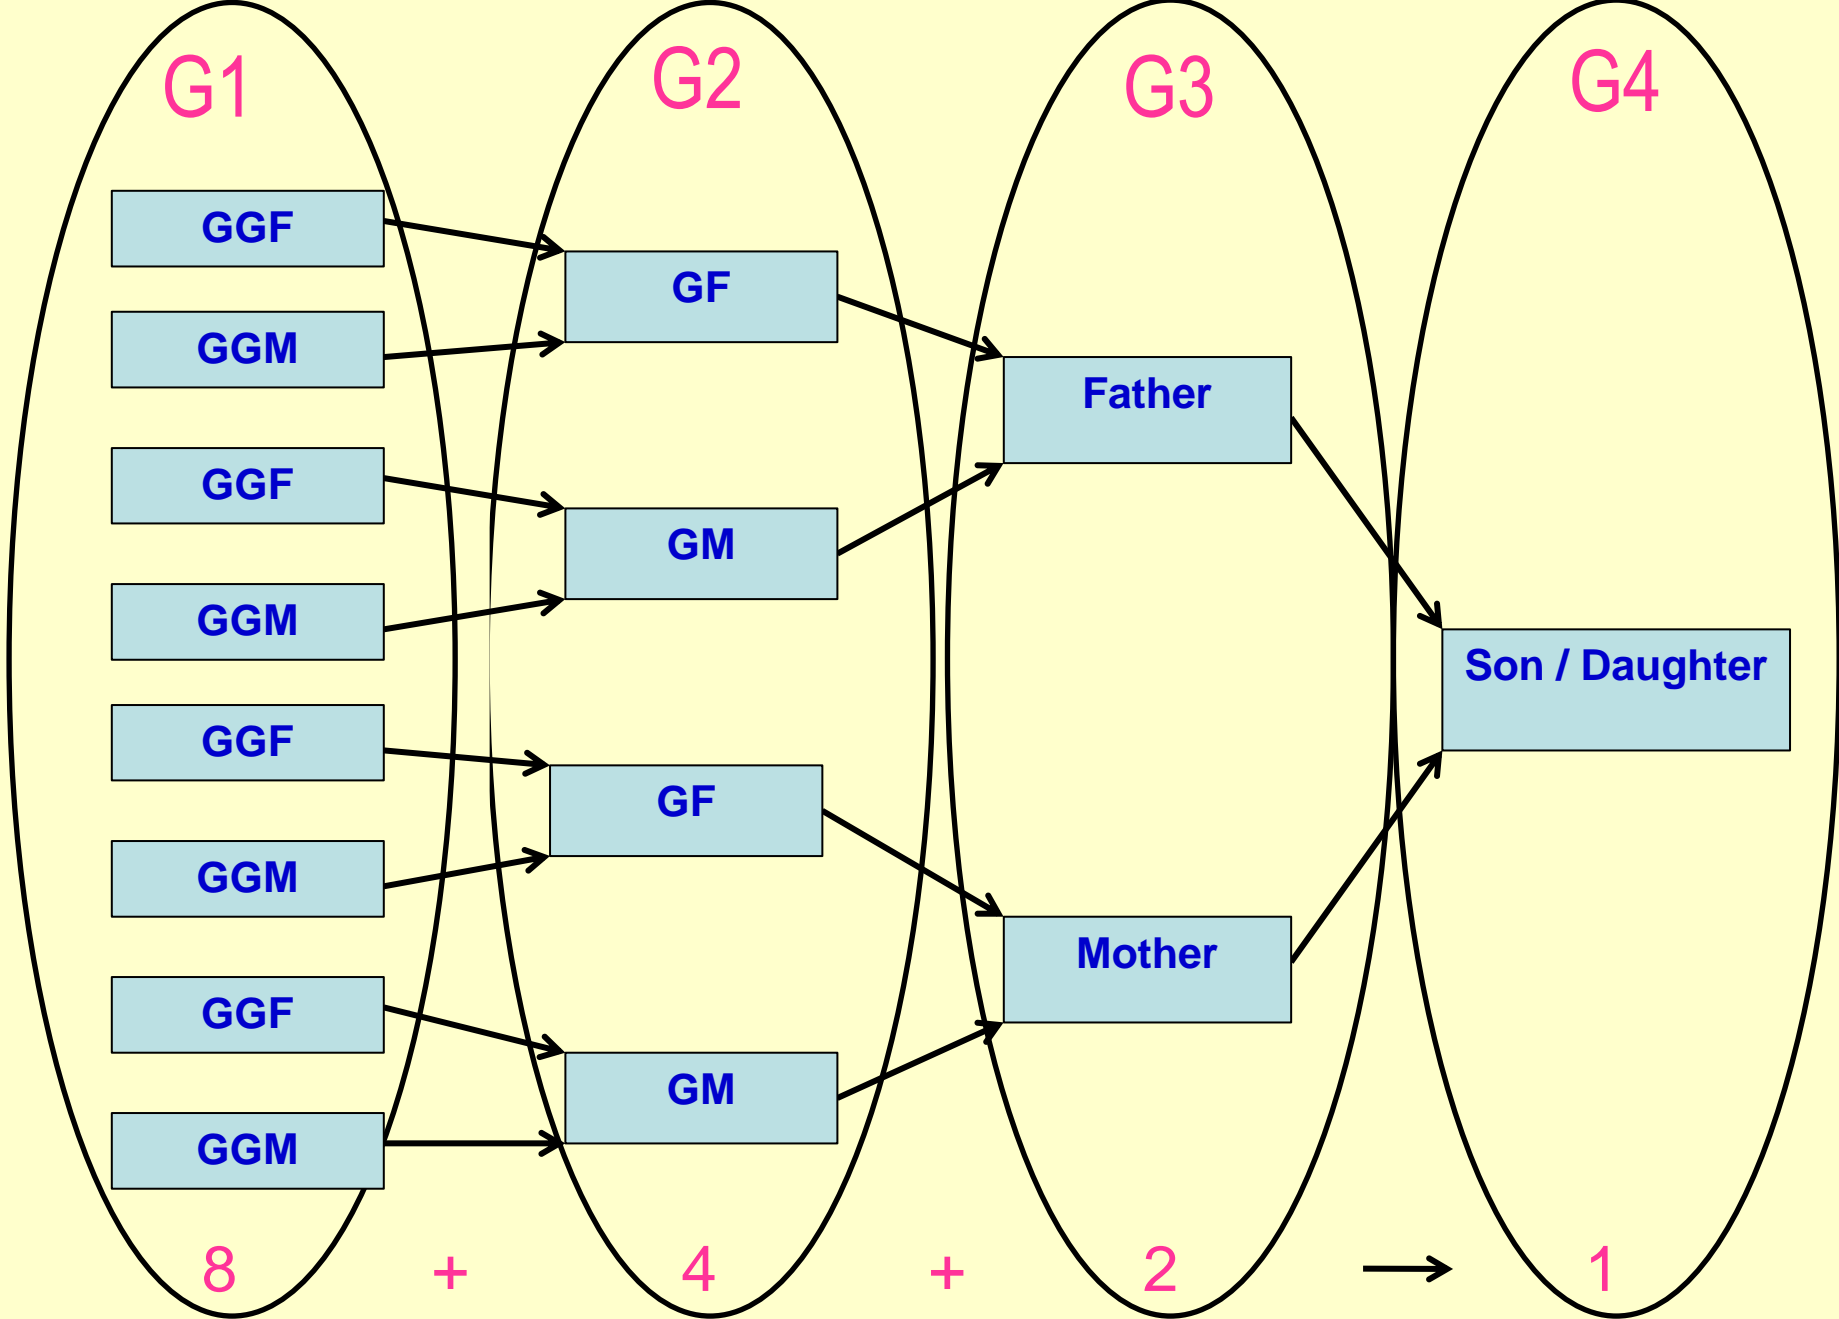 G1 G2 G3 G4
GGF
GGM
GGF
GGM
GGF
GGM
GGF
GGM
GF
GM
GF
GM
Father
Mother
Son / Daughter
8 + 4 + 2 → 1